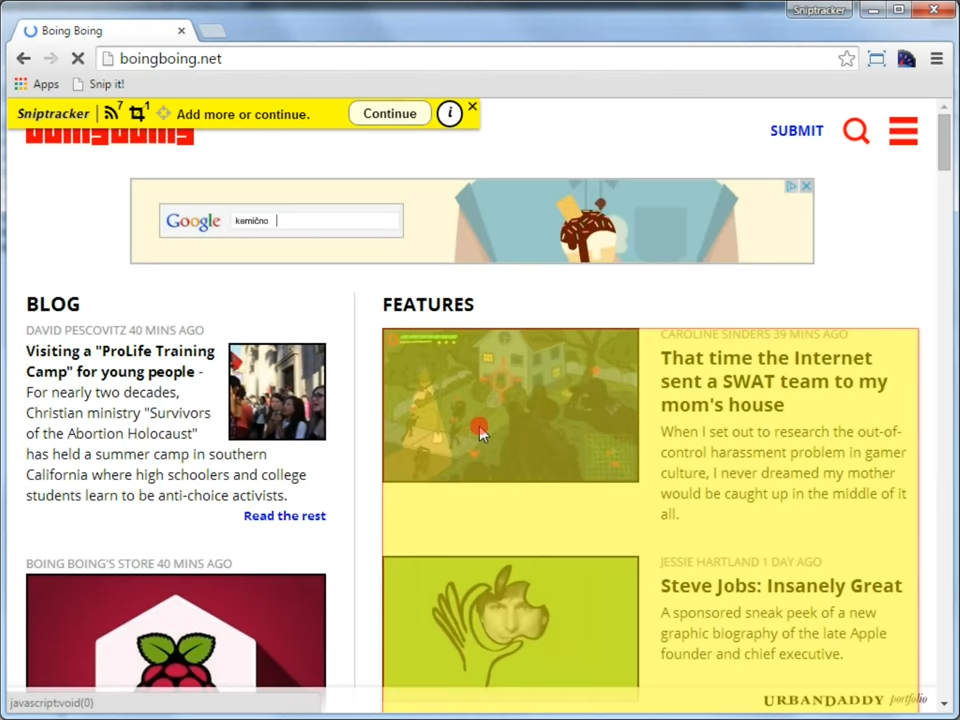 Sniptracker
Boing Boing
boingboing.net
Apps
Snip it!
Sniptracker
7
1
Add more or continue.
Continue
i
SUBMIT
Google
kemično
BLOG
DAVID PESCOVITZ 40 MINS AGO
Visiting a "ProLife Training
Camp" for young people -
For nearly two decades,
Christian ministry "Survivors
of the Abortion Holocaust"
has held a summer camp in southern
California where high schoolers and college
students learn to be anti-choice activists.
Read the rest
BOING BOING'S STORE 40 MINS AGO
FEATURES
CAROLINE SINDERS 39 MINS AGO
That time the Internet
sent a SWAT team to my
mom's house
When I set out to research the out-of-
control harassment problem in gamer
culture, I never dreamed my mother
would be caught up in the middle of it
all.
JESSIE HARTLAND 1 DAY AGO
Steve Jobs: Insanely Great
A sponsored sneak peek of a new
graphic biography of the late Apple
founder and chief executive.
URBANDADDY portfolio
javascript:void(0)